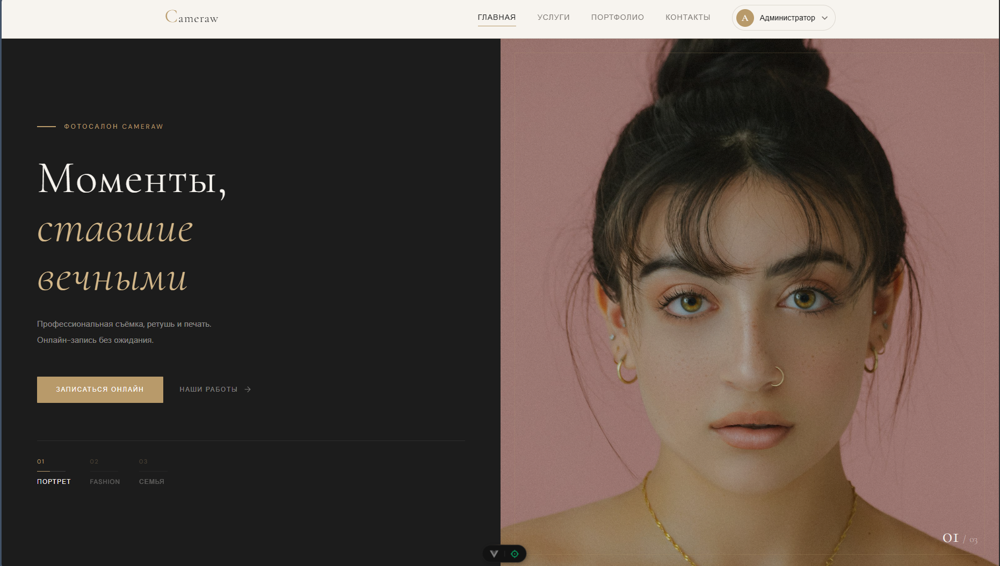 Cameraw
ГЛАВНАЯ
УСЛУГИ
ПОРТФОЛИО
КОНТАКТЫ
А
Администратор
ФОТОСАЛОН CAMERAW
Моменты,
ставшие
вечными
Профессиональная съёмка, ретушь и печать.
Онлайн-запись без ожидания.
ЗАПИСАТЬСЯ ОНЛАЙН
НАШИ РАБОТЫ →
01
02
03
ПОРТРЕТ
FASHION
СЕМЬЯ
01 / 03